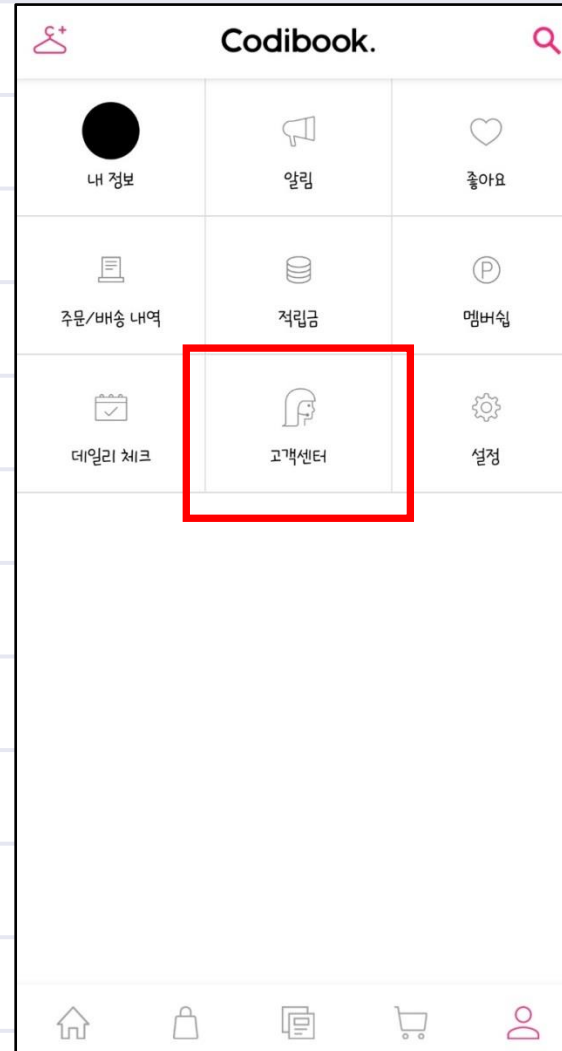 C+
Codibook.
내 정보
알림
좋아요
주문/배송 내역
적립금
P
멤버쉽
데일리 체크
고객센터
설정